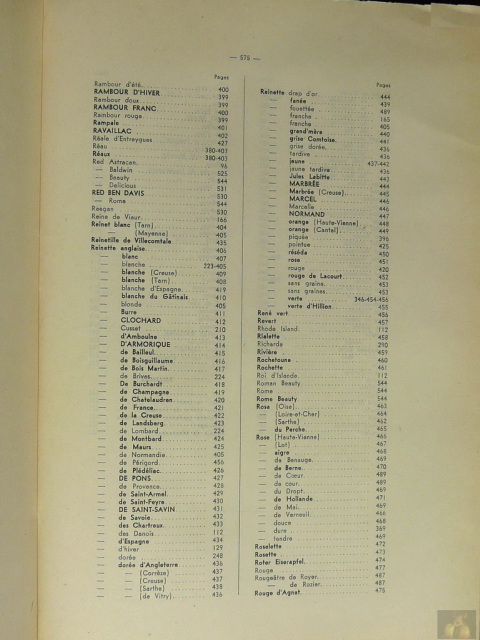 — 575 —
Pages
Rambour d'été
RAMBOUR D'HIVER 400
Rambour doux 399
RAMBOUR FRANC 399
Rambour rouge 400
Rampale 399
RAVAILLAC 401
Réale d'Entraygues 402
Réau 427
Réaux 380-403
Red Astracan 96
— Baldwin 525
— Beauty 544
— Delicious 531
RED BEN DAVIS 530
— Rome 544
Reagan 530
Reine de Viaur 166
Reinet blanc (Tarn) 404
— (Mayenne) 405
Reinetille de Villecomtale 435
Reinette anglaise 406
— blanc 407
— blanche 223-405
— blanche (Creuse) 409
— blanche (Tarn) 408
— blanche d'Espagne 419
— blanche du Gâtinais 410
— blonde 405
— Burre 411
— CLOCHARD 412
— Cusset 210
— d'Amboulne 413
— D'ARMORIQUE 414
— de Bailleul 415
— de Boisguillaume 416
— de Bois Martin 417
— de Brives 224
— De Burchardt 418
— de Champagne 419
— de Chatelaudren 420
— de France 421
— de la Creuse 422
— de Landsberg 423
— de Lombard 224
— de Montbard 424
— de Maurs 425
— de Normandie 405
— de Périgord 456
— de Plédéliac 426
— DE PONS 427
— de Provence 428
— de Saint-Armel 429
— de Saint-Feyre 430
— DE SAINT-SAVIN 431
— de Savoie 432
— des Chartreux 433
— des Danois 112
— d'Espagne 434
— d'hiver 129
— dorée 248
— dorée d'Angleterre 436
— — (Corrèze) 437
— — (Creuse) 437
— — (Sarthe) 438
— — (de Vitry) 436
Pages
Reinette drap d'or 444
— fanée 439
— fouettée 489
— franche 165
— franche 405
— grand'mère 440
— grise Comtoise 441
— grise dorée 436
— tardive 436
— jaune 437-442
— jaune tardive 436
— Jules Labitte 443
— MARBRÉE 444
— Marbrée (Creuse) 445
— MARCEL 446
— Marcelle 446
— NORMAND 447
— orange (Haute-Vienne) 448
— orange (Cantal) 449
— piquée 396
— pointue 425
— réséda 450
— rose 451
— rouge 420
— rouge de Lacourt 452
— sans graine 453
— sans graines 457
— verte 346-454-456
— verte d'Hillion 455
René vert 456
Revert 457
Rhode Island 112
Rialette 458
Richarde 290
Rivière 459
Rochetoune 460
Rochette 461
Roi d'Islande 112
Roman Beauty 544
Rome 544
Rome Beauty 544
Rose (Oise) 463
— (Loire-et-Cher) 464
— (Sarthe) 462
— du Perche 465
Rose (Haute-Vienne) 466
— (Lot) 467
— aigre 468
— de Benauge 469
— de Berne 470
— de Cœur 489
— de cour 489
— du Dropt 469
— de Hollande 471
— de Mai 469
— de Verneuil 466
— douce 468
— dure 369
— tendre 469
Roselette 472
Rosette 473
Roter Eiserapfel 474
Rouge 477
Rougeâtre de Royer 487
— de Rozier 487
Rouge d'Agnat 475